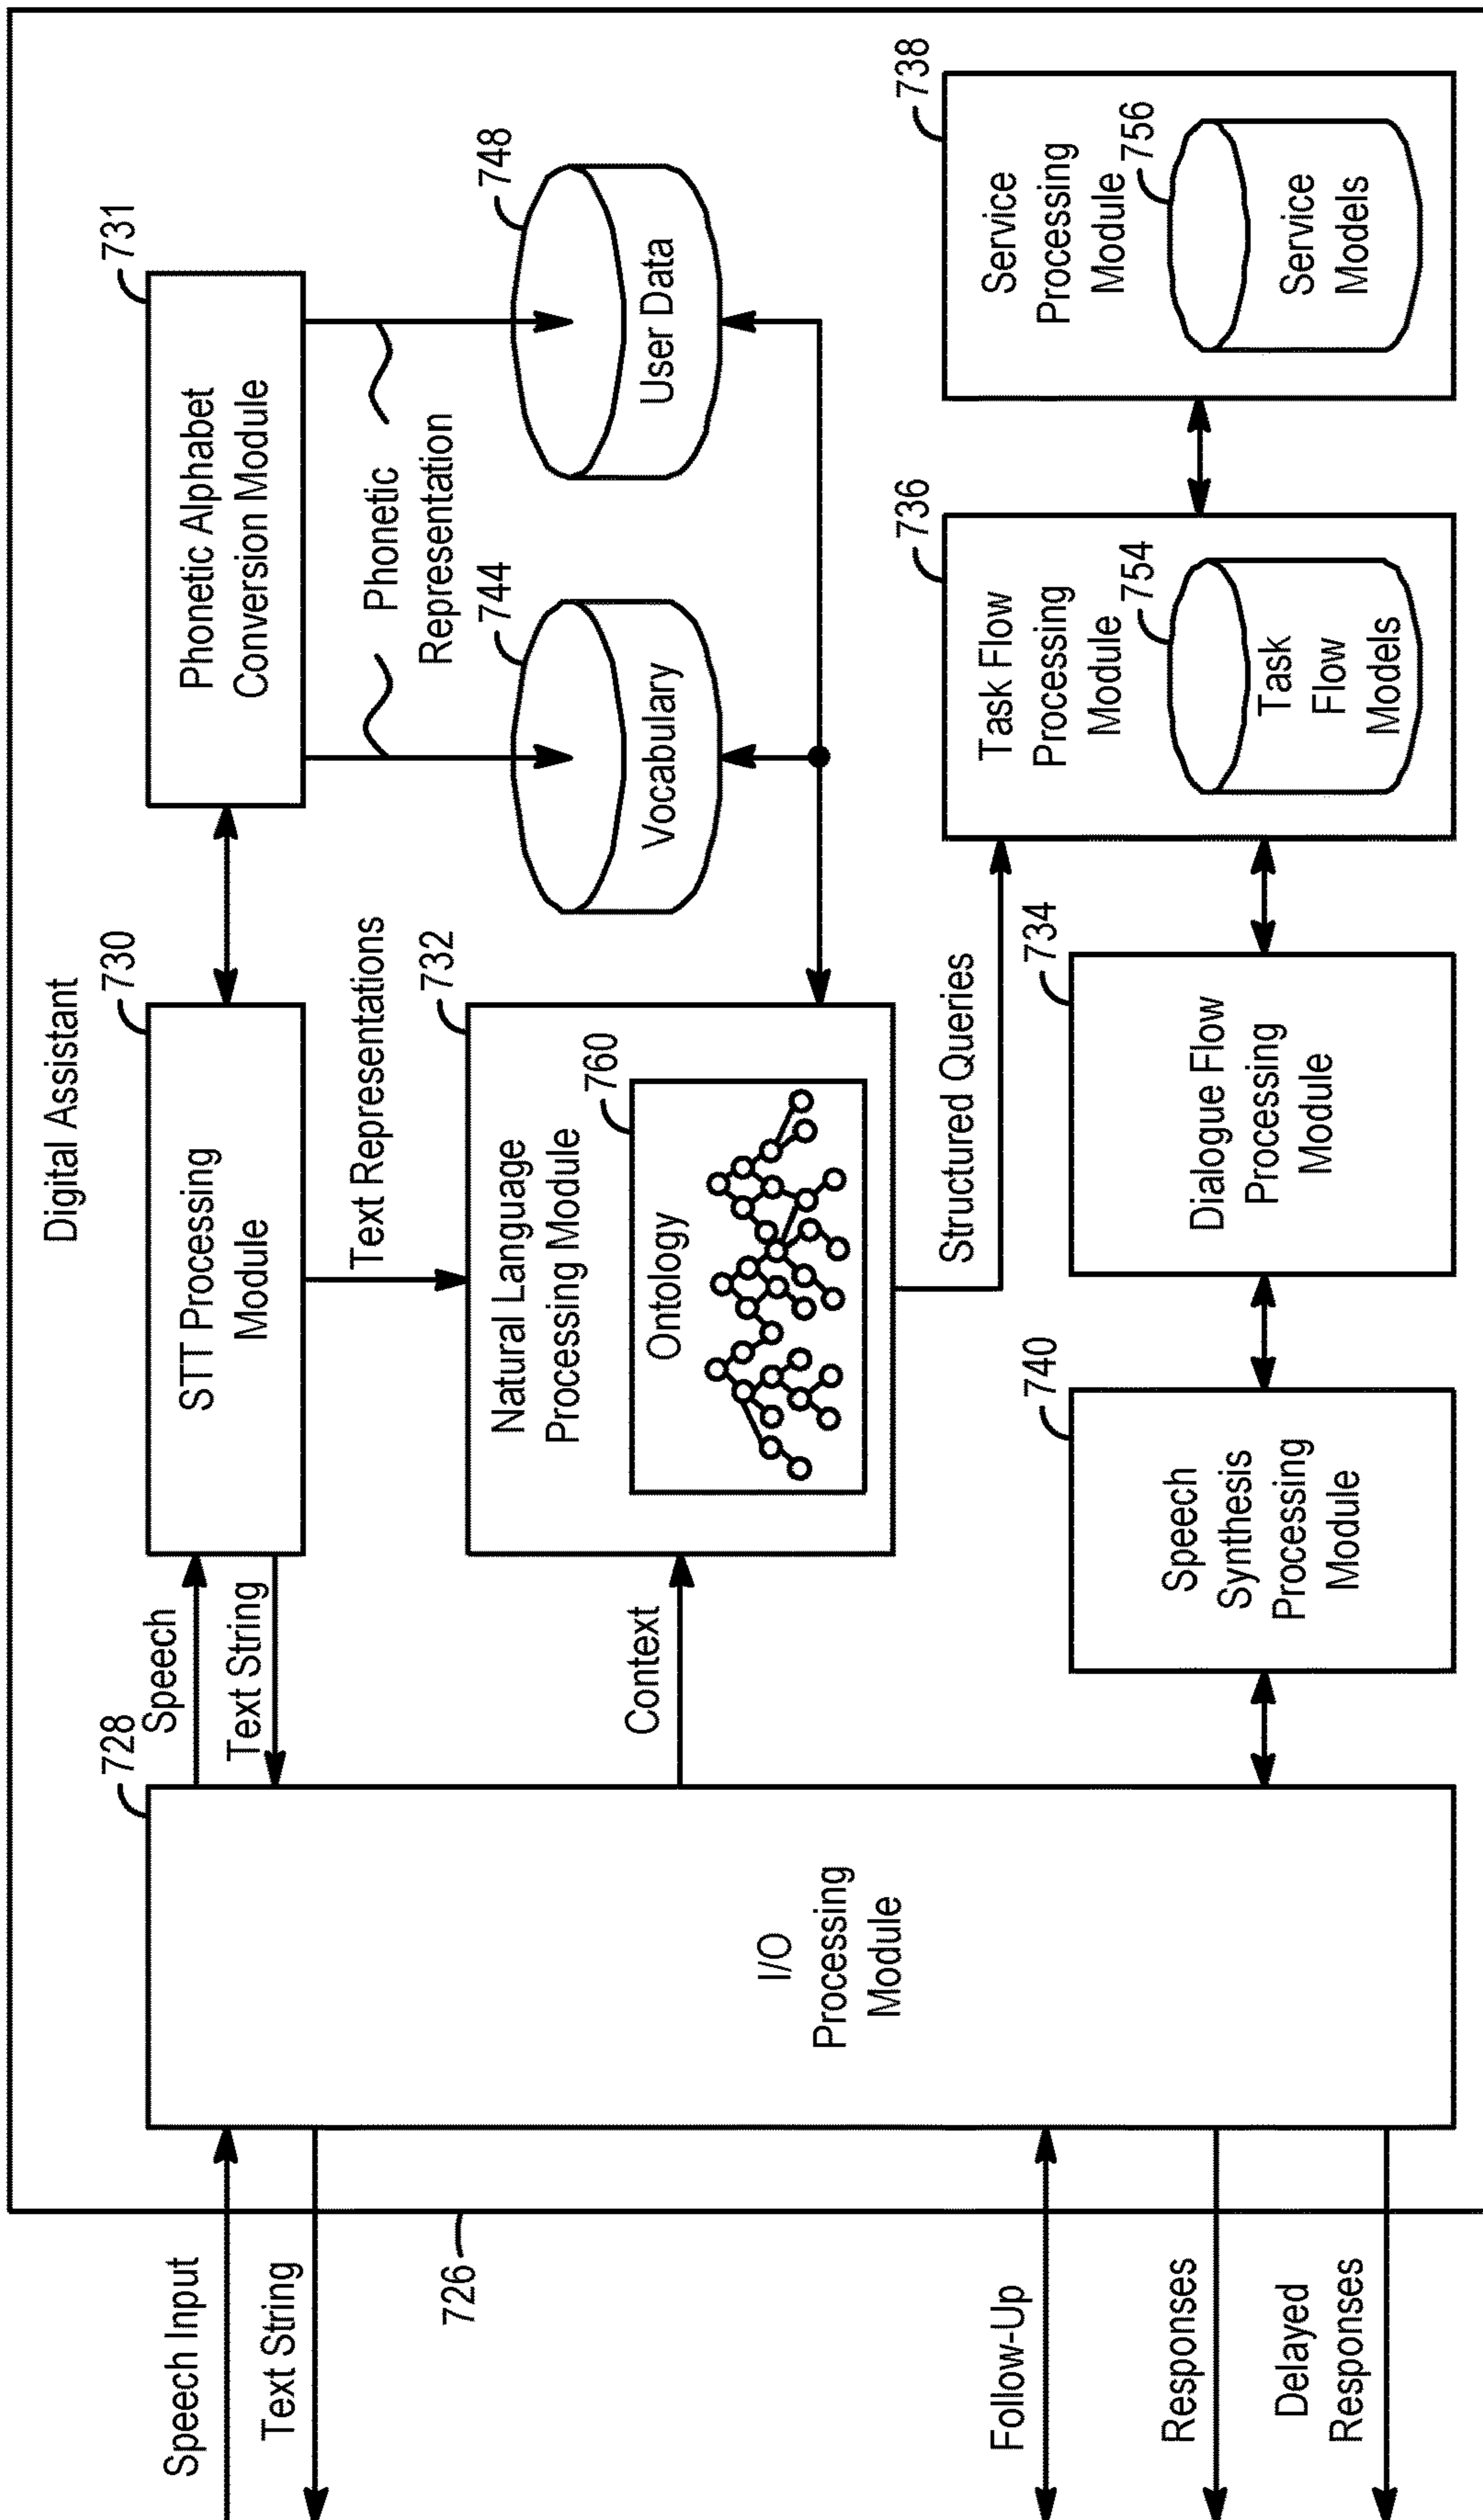 Digital Assistant
Speech Input
Text String
726
728
I/O
Processing
Module
Speech
Text String
730
STT Processing
Module
731
Phonetic Alphabet
Conversion Module
Text Representations
Phonetic
Representation
744
Vocabulary
748
User Data
Context
732
Natural Language
Processing Module
760
Ontology
Structured Queries
Follow-Up
Responses
Delayed
Responses
740
Speech
Synthesis
Processing
Module
734
Dialogue Flow
Processing
Module
736
Task Flow
Processing
Module
754
Task
Flow
Models
738
Service
Processing
Module
756
Service
Models